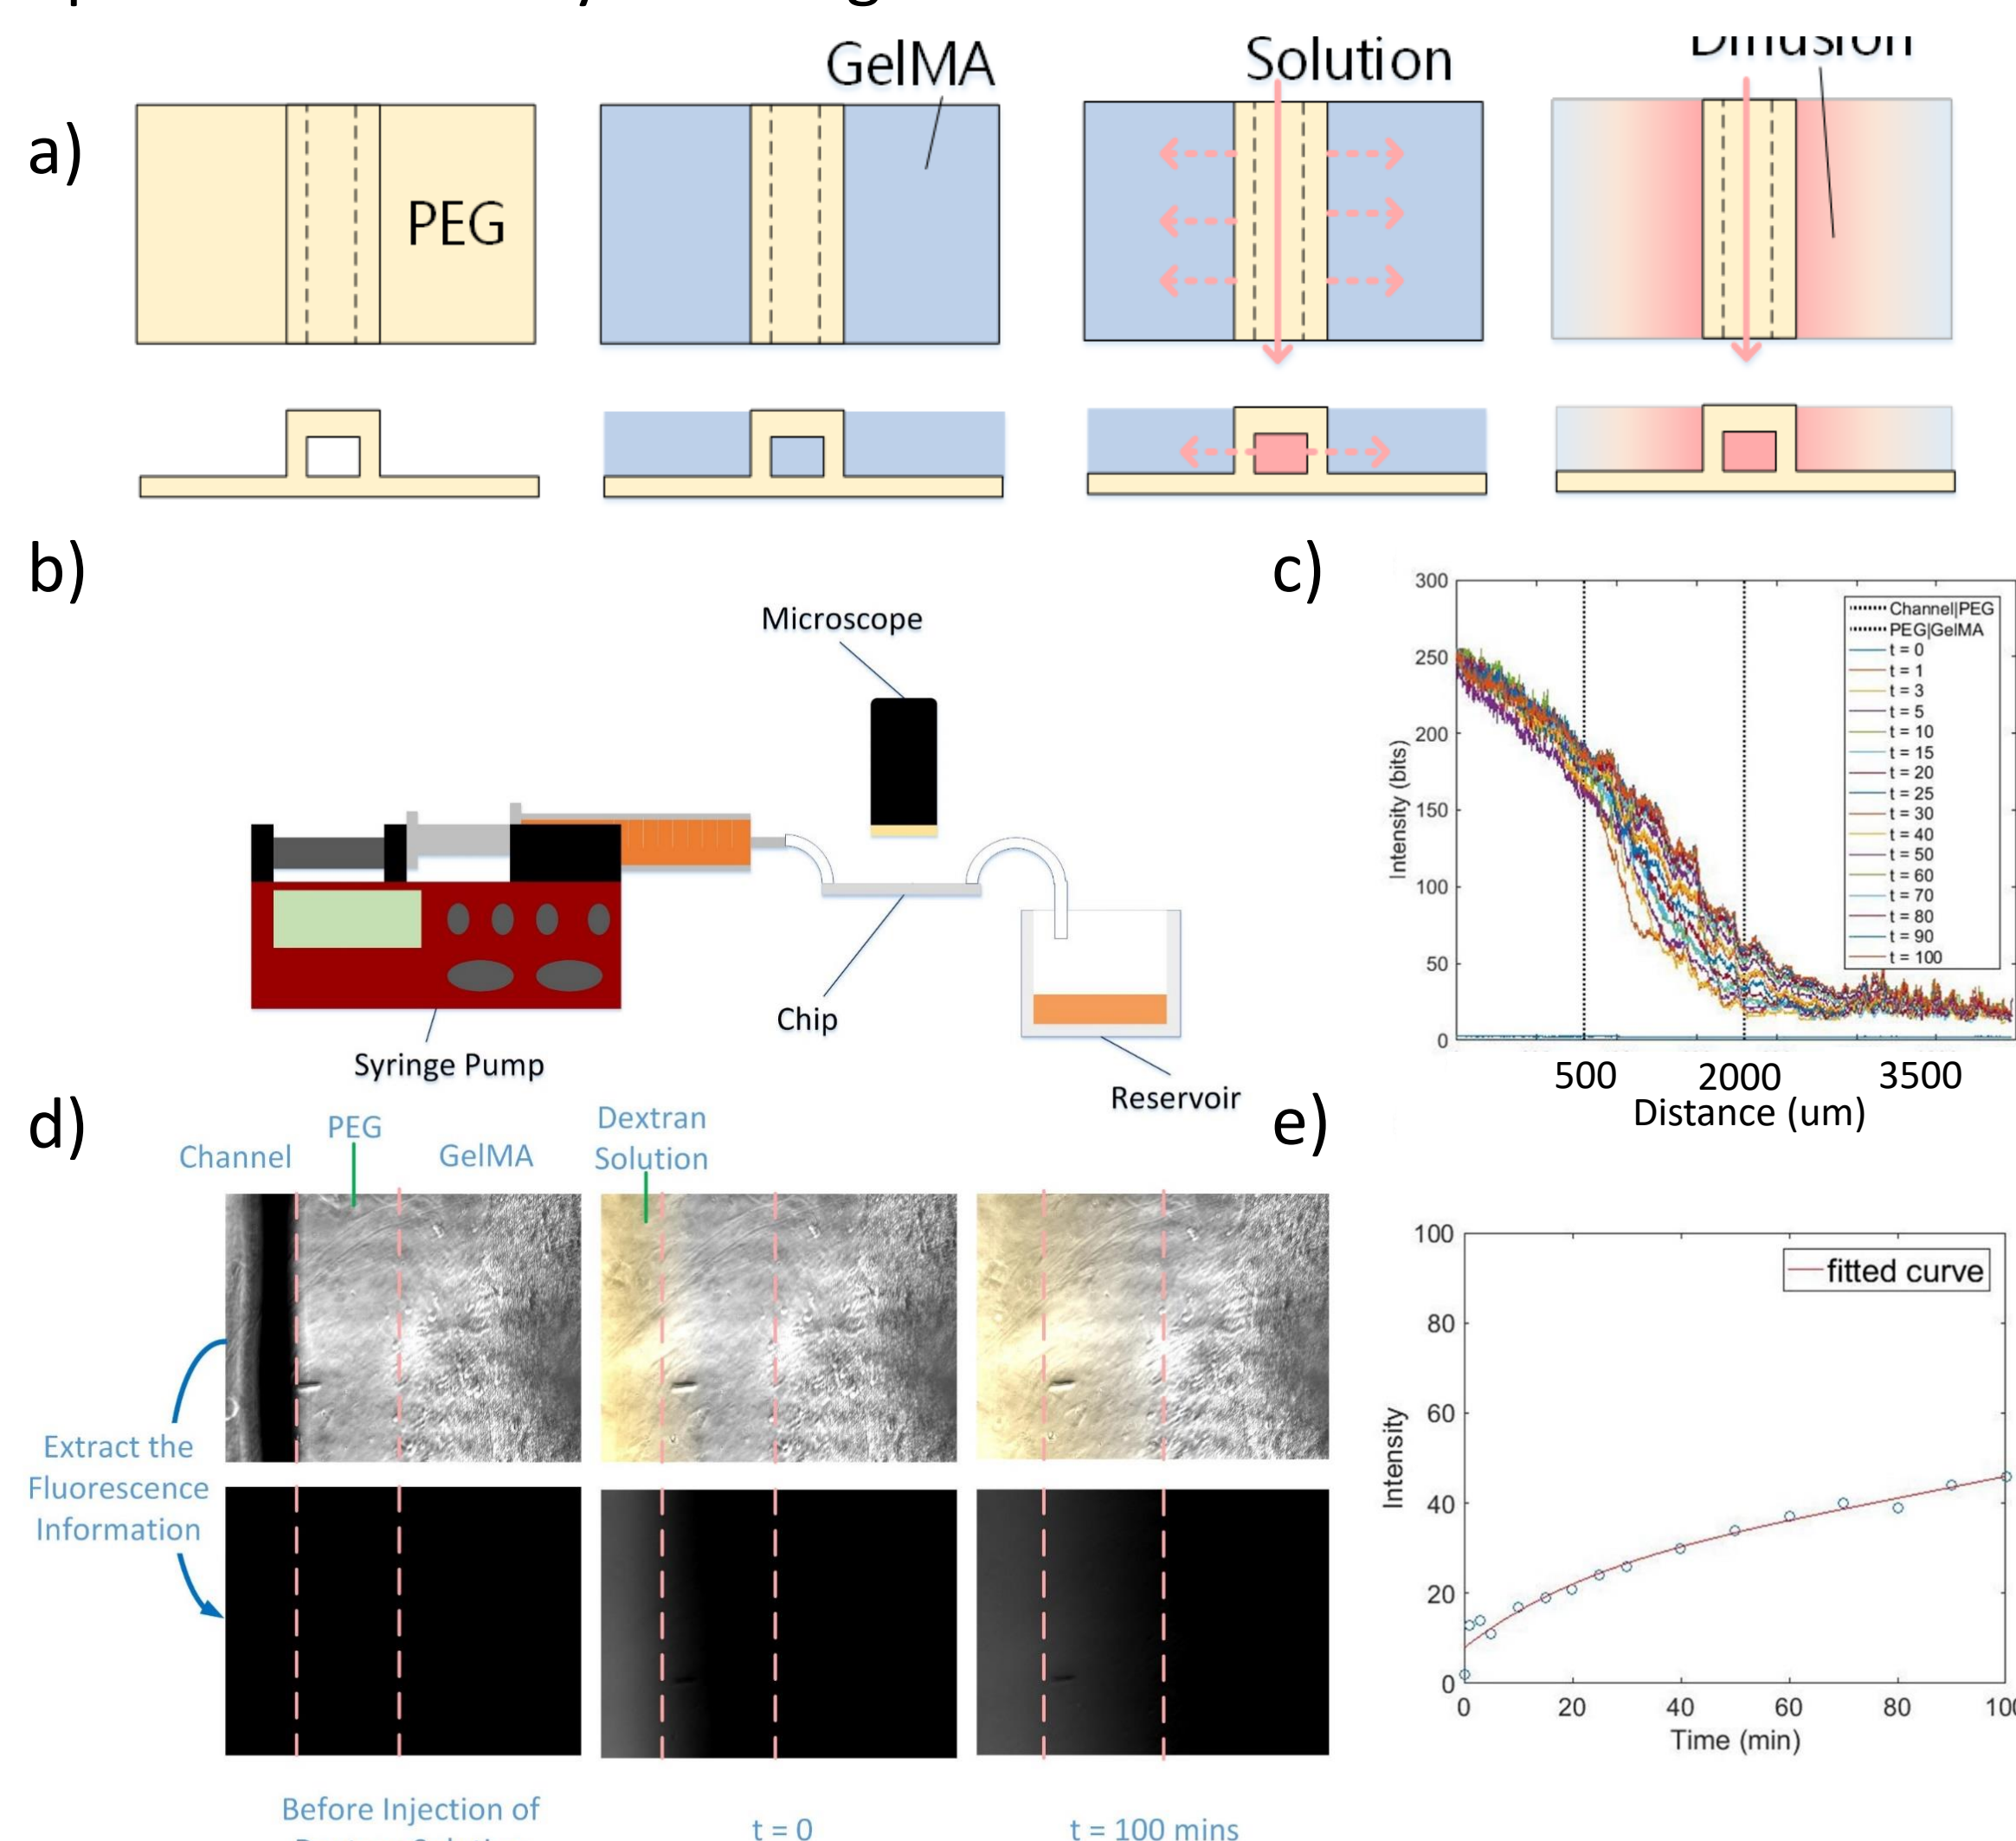 GelMA
Solution
Diffusion
a)
PEG
b)
Microscope
Chip
Syringe Pump
Reservoir
c)
300
250
200
150
100
50
0
Intensity (bits)
Channel|PEG
PEG|GelMA
t = 0
t = 1
t = 3
t = 5
t = 10
t = 15
t = 20
t = 25
t = 30
t = 40
t = 50
t = 60
t = 70
t = 80
t = 90
t = 100
500 2000 3500
Distance (um)
d)
Channel
PEG
GelMA
Dextran
Solution
Extract the
Fluorescence
Information
Before Injection of
t = 0
t = 100 mins
e)
100
80
60
40
20
0
Intensity
fitted curve
0 20 40 60 80 100
Time (min)